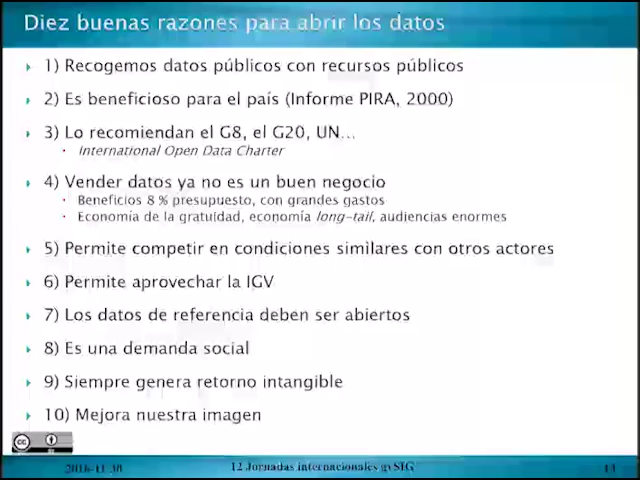 Diez buenas razones para abrir los datos
1) Recogemos datos públicos con recursos públicos
2) Es beneficioso para el país (Informe PIRA, 2000)
3) Lo recomiendan el G8, el G20, UN...
International Open Data Charter
4) Vender datos ya no es un buen negocio
Beneficios 8 % presupuesto, con grandes gastos
Economía de la gratuidad, economía long-tail, audiencias enormes
5) Permite competir en condiciones similares con otros actores
6) Permite aprovechar la IGV
7) Los datos de referencia deben ser abiertos
8) Es una demanda social
9) Siempre genera retorno intangible
10) Mejora nuestra imagen
cc
2016-11-30
12 Jornadas internacionales gvSIG